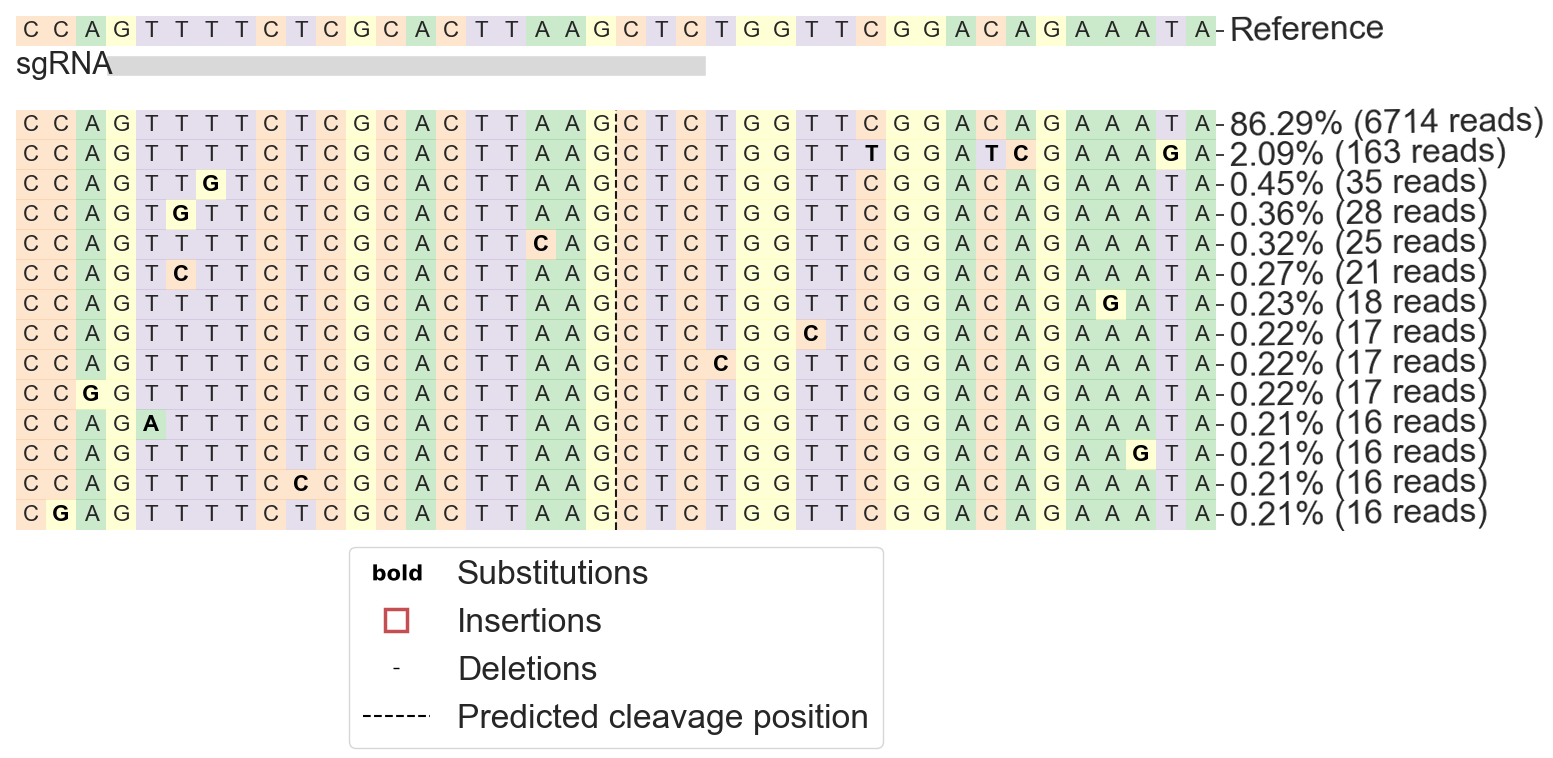 C C A G T T T T C T C G C A C T T A A G C T C T G G T T C G G A C A G A A A T A - Reference
sgRNA
C C A G T T T T C T C G C A C T T A A G C T C T G G T T C G G A C A G A A A T A - 86.29% (6714 reads)
C C A G T T T T C T C G C A C T T A A G C T C T G G T T T G G A T C G A A A G A - 2.09% (163 reads)
C C A G T T G T C T C G C A C T T A A G C T C T G G T T C G G A C A G A A A T A - 0.45% (35 reads)
C C A G T G T T C T C G C A C T T A A G C T C T G G T T C G G A C A G A A A T A - 0.36% (28 reads)
C C A G T T T T C T C G C A C T T C A G C T C T G G T T C G G A C A G A A A T A - 0.32% (25 reads)
C C A G T C T T C T C G C A C T T A A G C T C T G G T T C G G A C A G A A A T A - 0.27% (21 reads)
C C A G T T T T C T C G C A C T T A A G C T C T G G T T C G G A C A G A G A T A - 0.23% (18 reads)
C C A G T T T T C T C G C A C T T A A G C T C T G G C T C G G A C A G A A A T A - 0.22% (17 reads)
C C A G T T T T C T C G C A C T T A A G C T C C G G T T C G G A C A G A A A T A - 0.22% (17 reads)
C C G G T T T T C T C G C A C T T A A G C T C T G G T T C G G A C A G A A A T A - 0.22% (17 reads)
C C A G A T T T C T C G C A C T T A A G C T C T G G T T C G G A C A G A A A T A - 0.21% (16 reads)
C C A G T T T T C T C G C A C T T A A G C T C T G G T T C G G A C A G A A G T A - 0.21% (16 reads)
C C A G T T T T C C C G C A C T T A A G C T C T G G T T C G G A C A G A A A T A - 0.21% (16 reads)
C G A G T T T T C T C G C A C T T A A G C T C T G G T T C G G A C A G A A A T A - 0.21% (16 reads)
bold Substitutions
Insertions
- Deletions
Predicted cleavage position